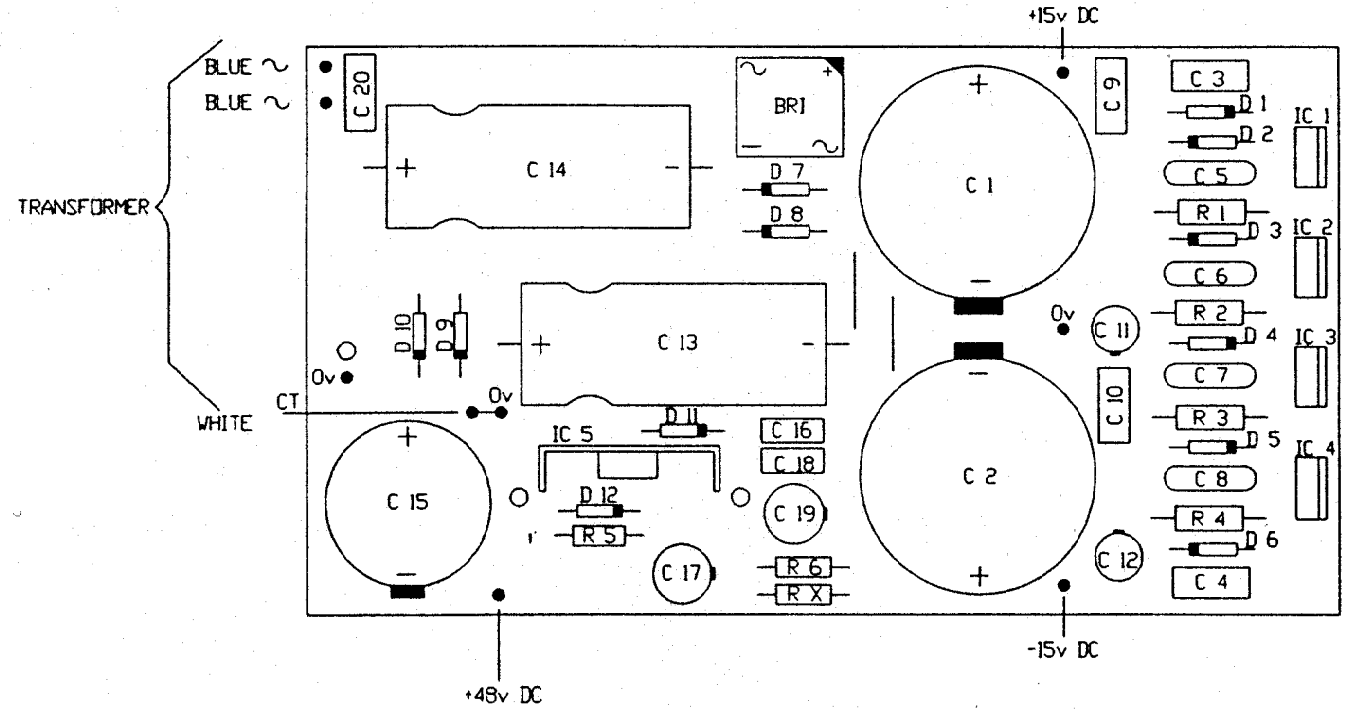 +15v DC
BLUE ~
BLUE ~
TRANSFORMER
CT
WHITE
C 20
+ C 14 -
~ +
BR1
- ~
D 7
D 8
+
C 1
-
C 9
C 3
D 1
D 2
IC 1
C 5
R 1
D 3
IC 2
C 6
R 2
D 4
IC 3
C 7
R 3
D 5
IC 4
C 8
R 4
D 6
C 4
D 10
D 9
+ C 13 -
0v
C 11
0v
0v
-
C 2
+
C 10
C 12
+
C 15
-
IC 5
D 11
C 16
C 18
D 12
R 5
C 19
C 17
R 6
R X
-15v DC
+48v DC